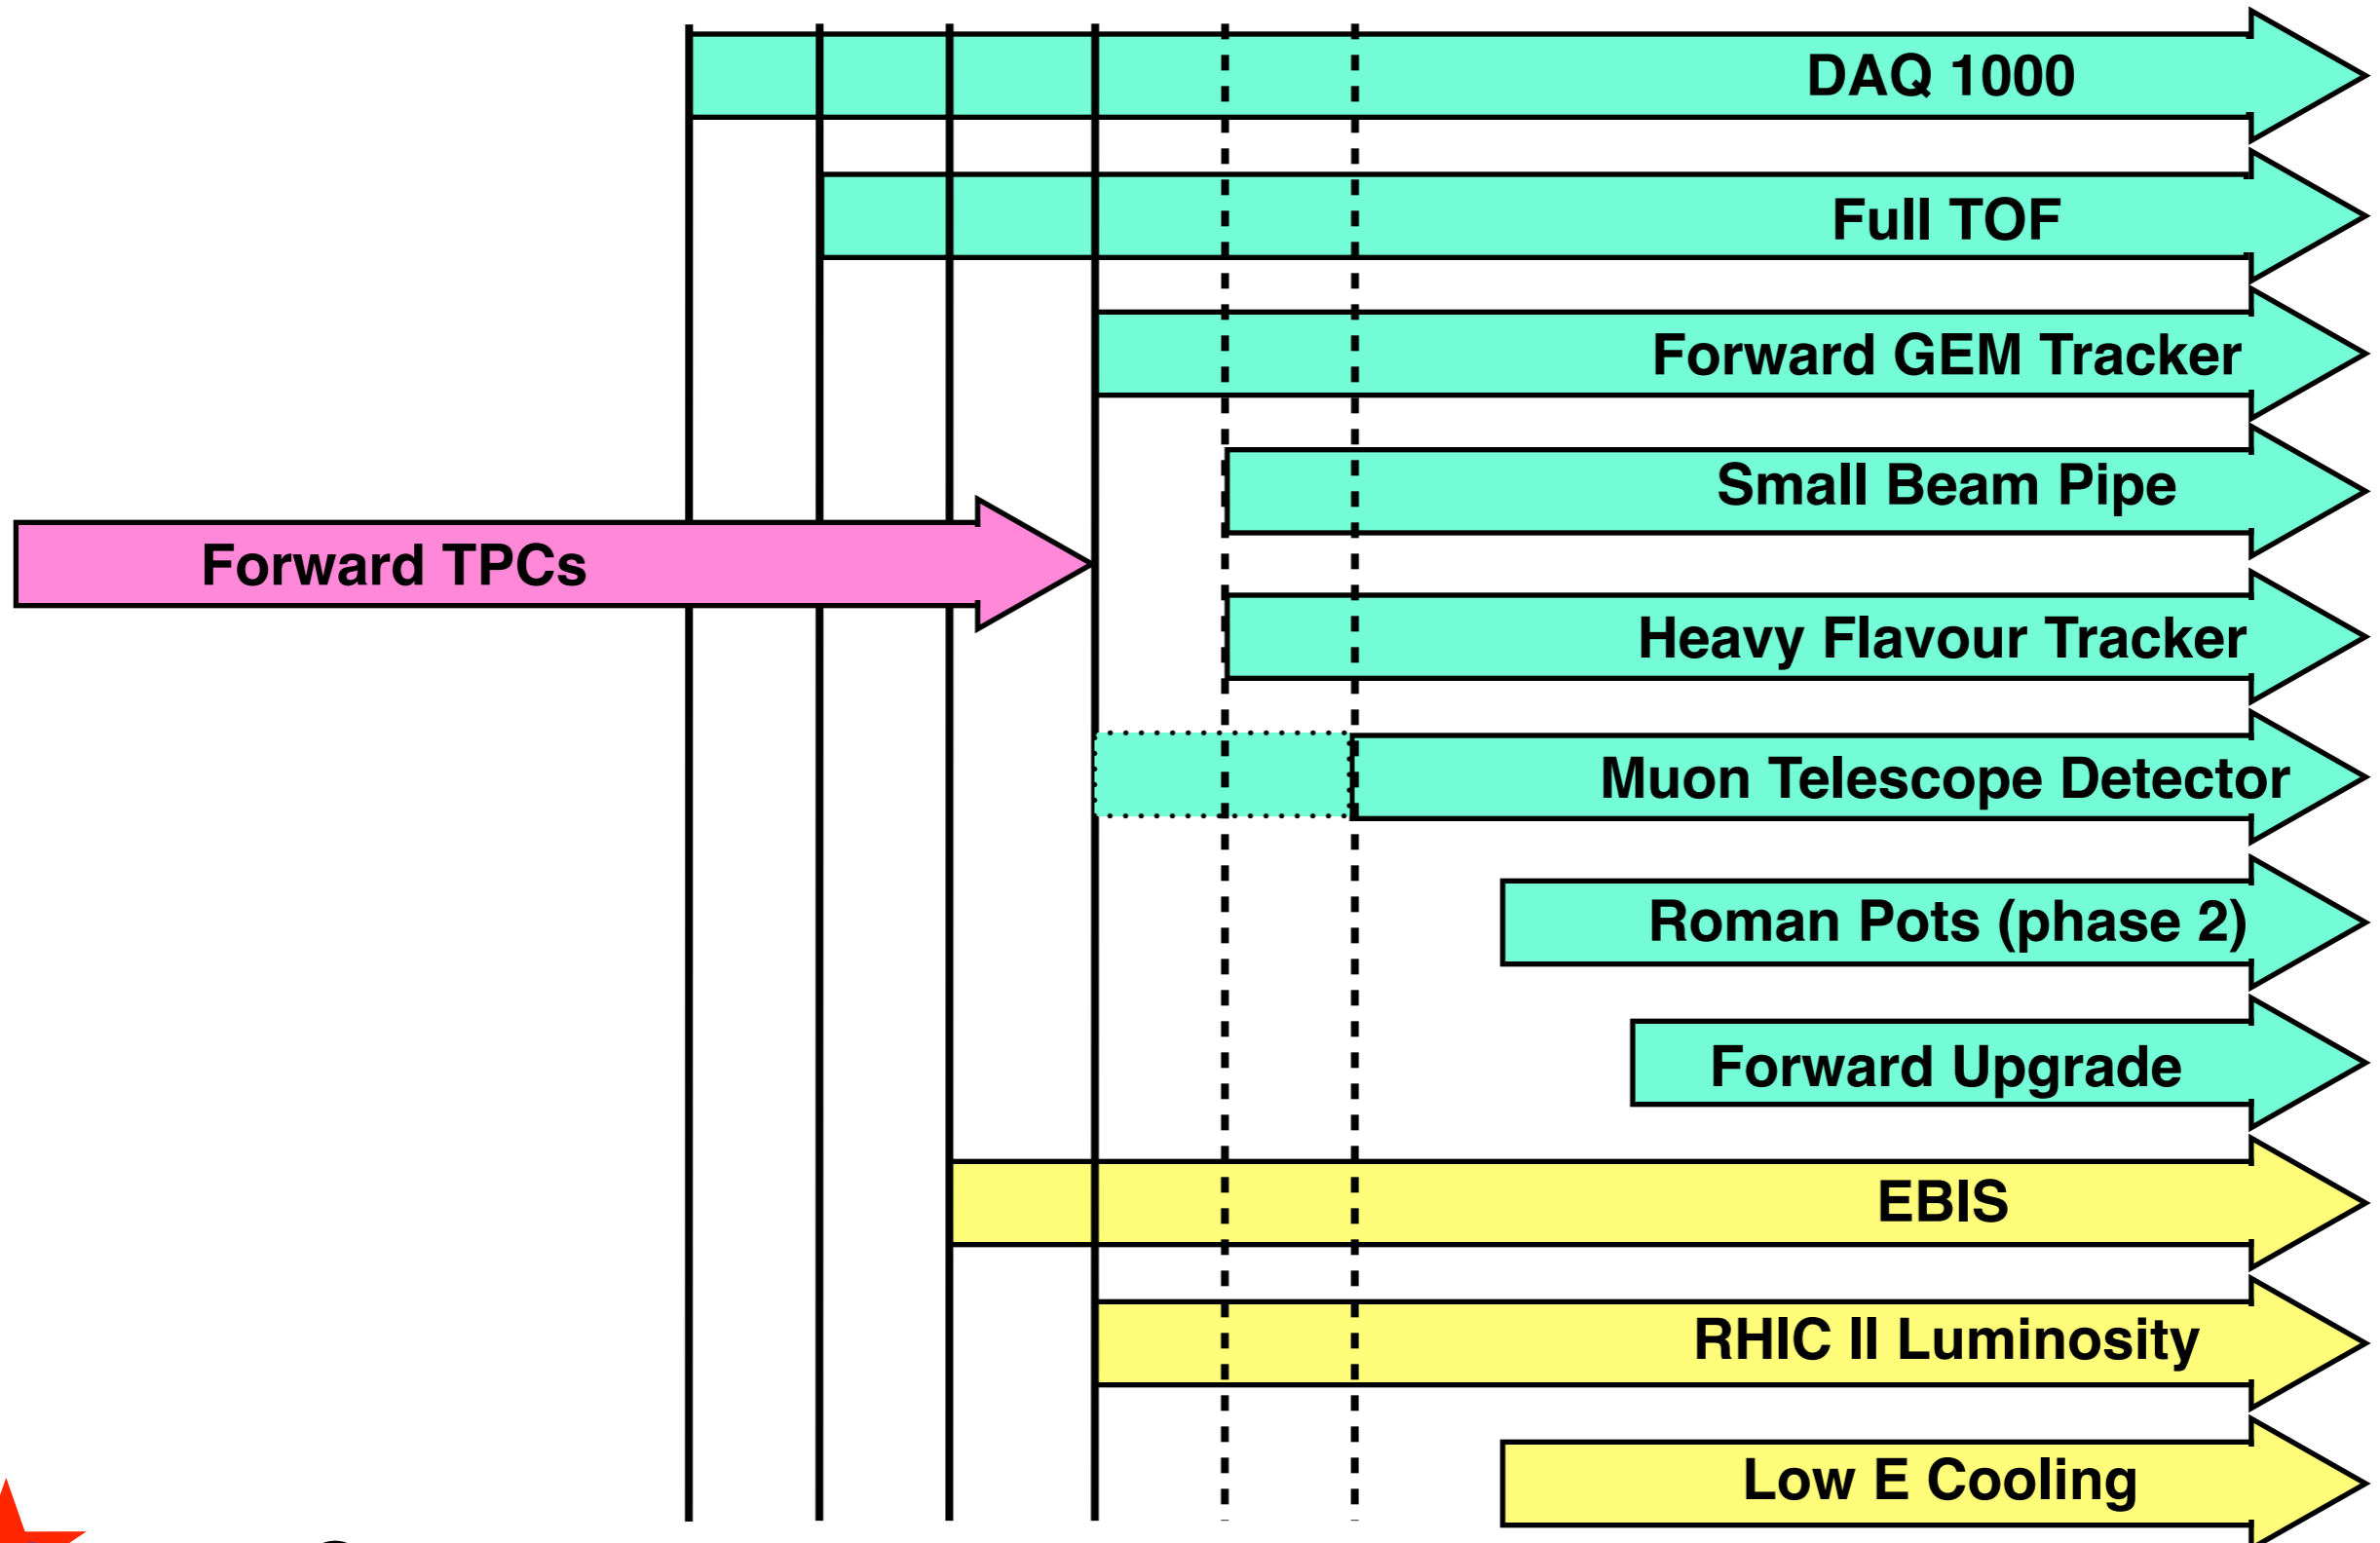 DAQ 1000
Full TOF
Forward GEM Tracker
Small Beam Pipe
Forward TPCs
Heavy Flavour Tracker
Muon Telescope Detector
Roman Pots (phase 2)
Forward Upgrade
EBIS
RHIC II Luminosity
Low E Cooling